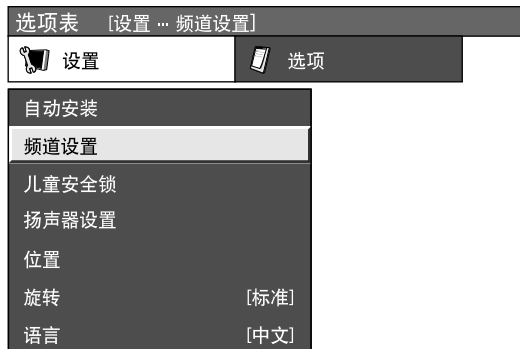 选项表 [设置 ··· 频道设置]
设置 选项
自动安装
频道设置
儿童安全锁
扬声器设置
位置
旋转 [标准]
语言 [中文]